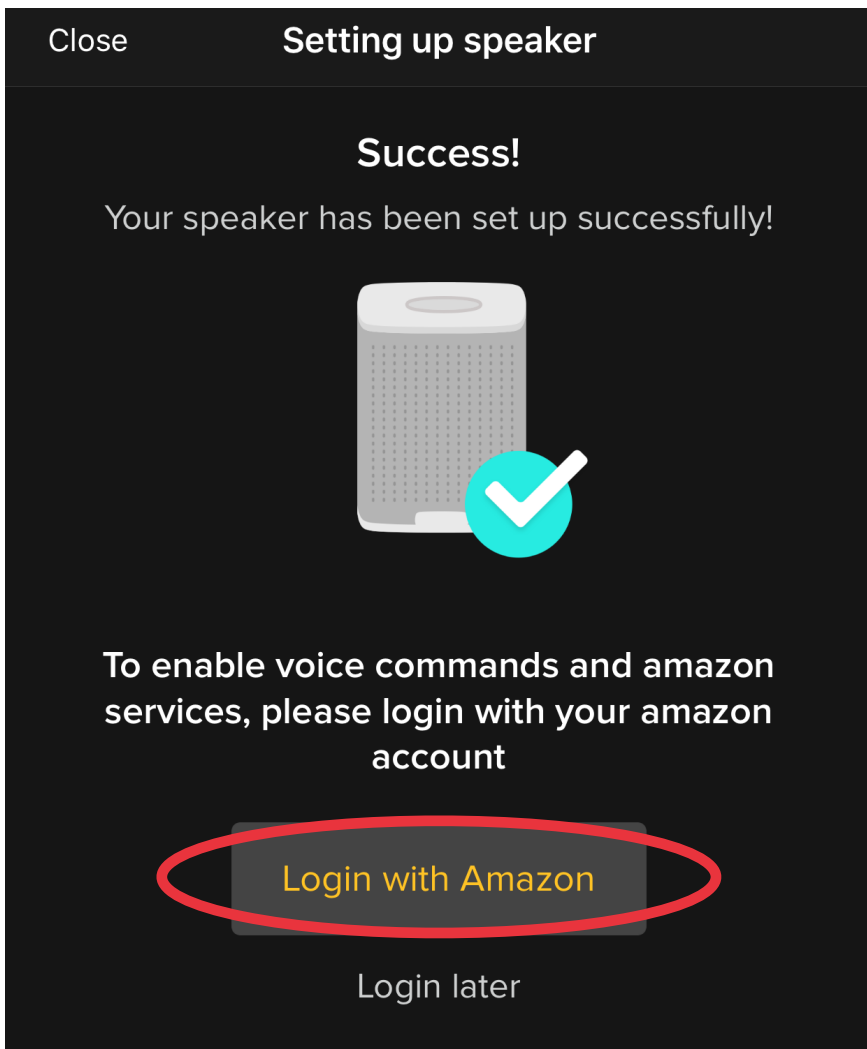 Close Setting up speaker
Success!
Your speaker has been set up successfully!
To enable voice commands and amazon
services, please login with your amazon
account
Login with Amazon
Login later